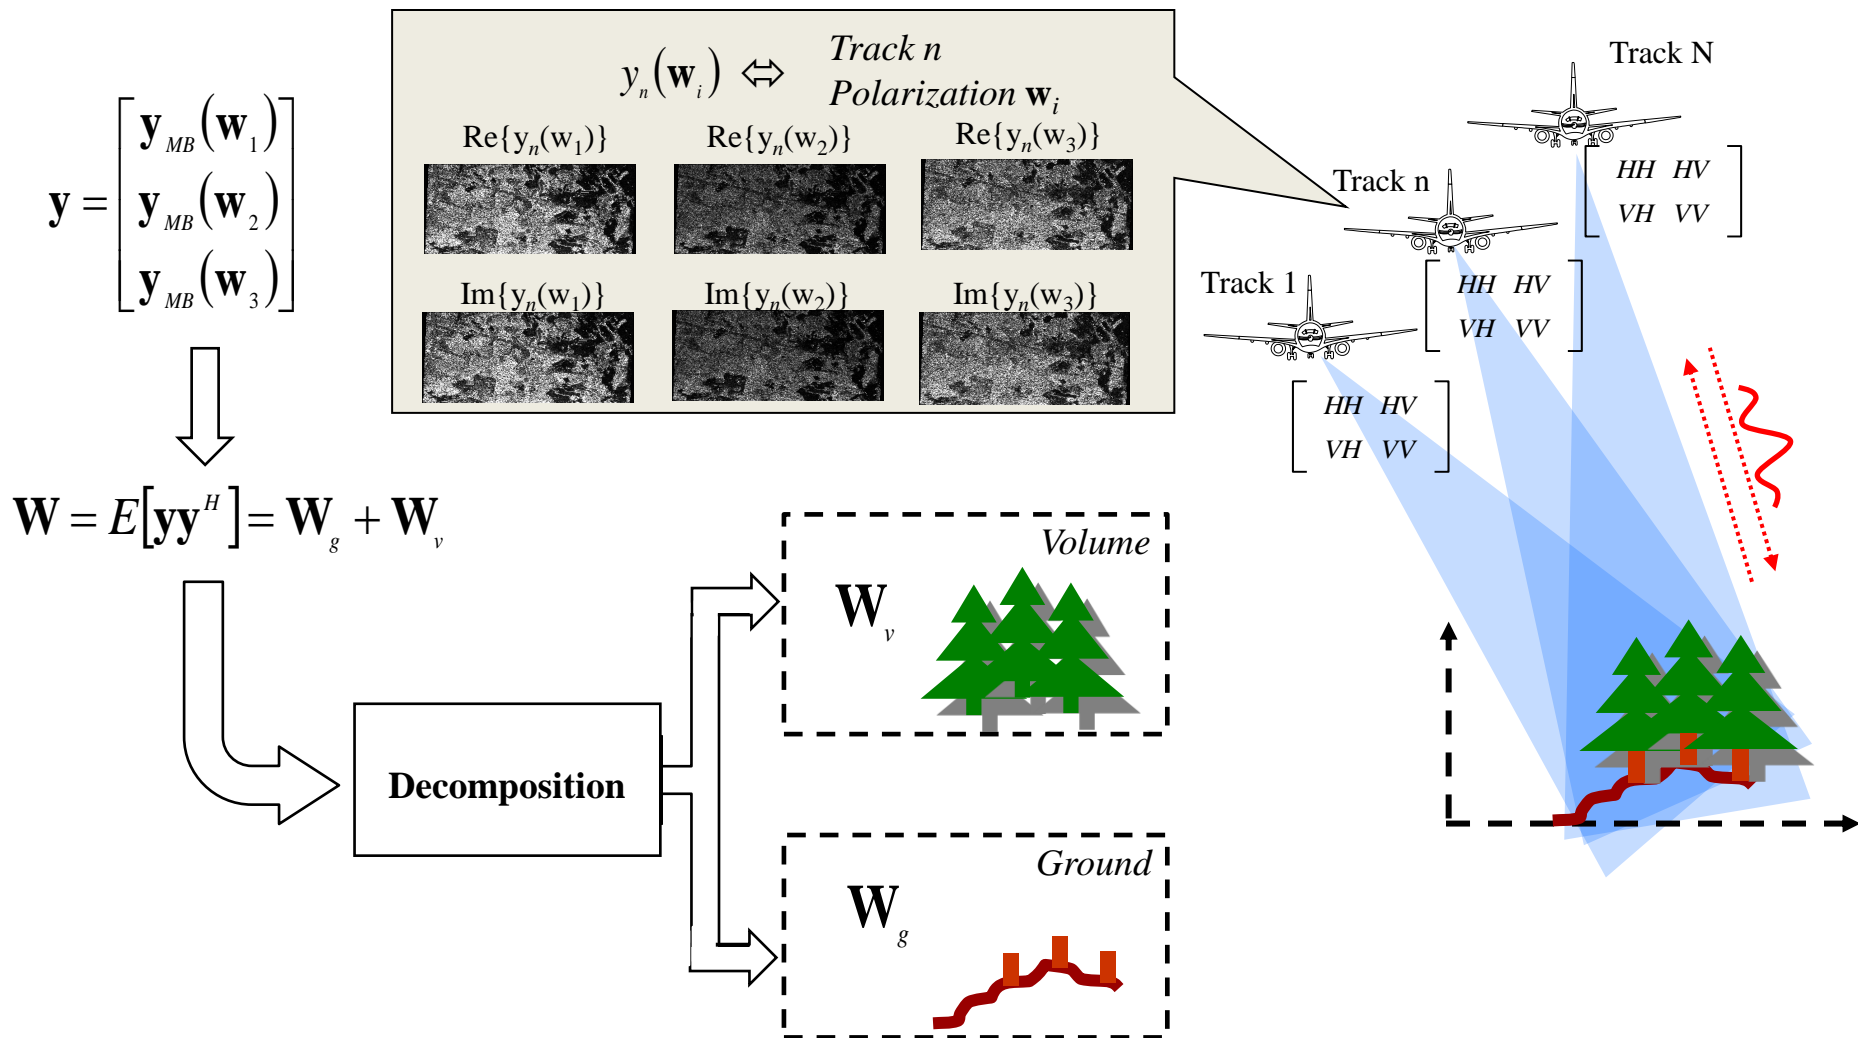 y = [ y_MB(w_1)
y_MB(w_2)
y_MB(w_3) ]
W = E[yy^H] = W_g + W_v
y_n(w_i) ⇔ Track n
Polarization w_i
Re{y_n(w_1)} Re{y_n(w_2)} Re{y_n(w_3)}
Im{y_n(w_1)} Im{y_n(w_2)} Im{y_n(w_3)}
Track N
HH HV
VH VV
Track n
HH HV
VH VV
Track 1
HH HV
VH VV
Decomposition
Volume
W_v
Ground
W_g